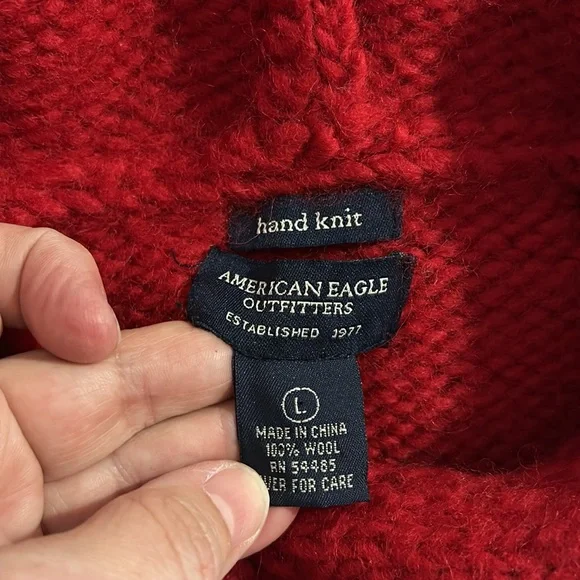 hand knit
AMERICAN EAGLE
OUTFITTERS
ESTABLISHED 1977
L
MADE IN CHINA
100% WOOL
RN 54485
FOR CARE